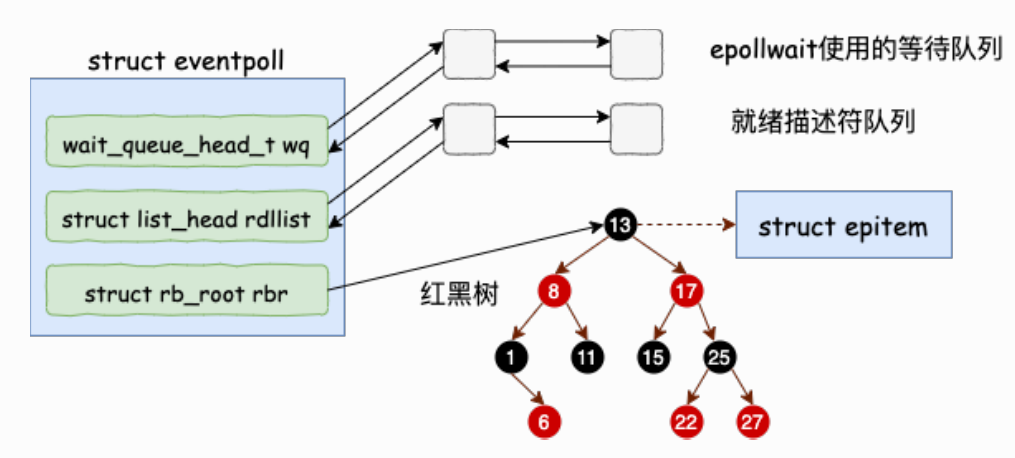 struct eventpoll
epollwait使用的等待队列
wait_queue_head_t wq
就绪描述符队列
struct list_head rdllist
struct rb_root rbr
红黑树
struct epitem
13
8
17
1
11
15
25
6
22
27